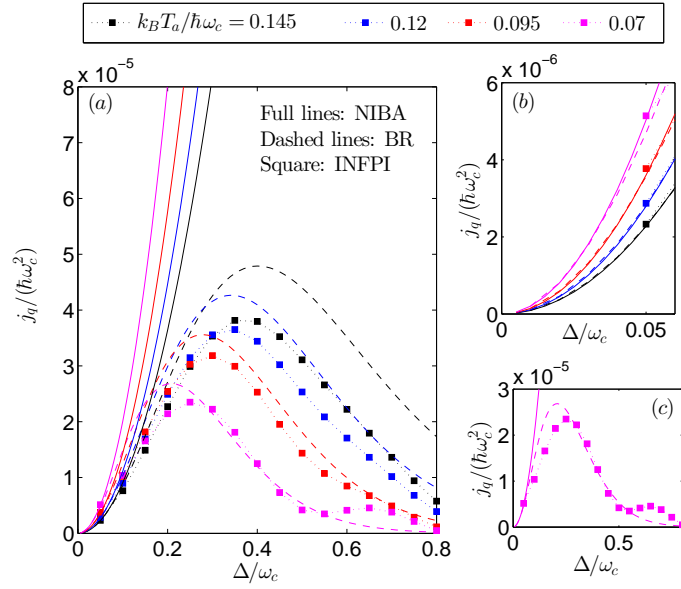 k_B T_a/ħω_c = 0.145 0.12 0.095 0.07
x 10^-5
(a)
Full lines: NIBA
Dashed lines: BR
Square: INFPI
8
7
6
5
4
3
2
1
0
j_q/(ħω_c^2)
0 0.2 0.4 0.6 0.8
Δ/ω_c
x 10^-6
(b)
6
4
2
0
j_q/(ħω_c^2)
0 0.05
Δ/ω_c
x 10^-5
(c)
3
2
1
0
j_q/(ħω_c^2)
0 0.5
Δ/ω_c